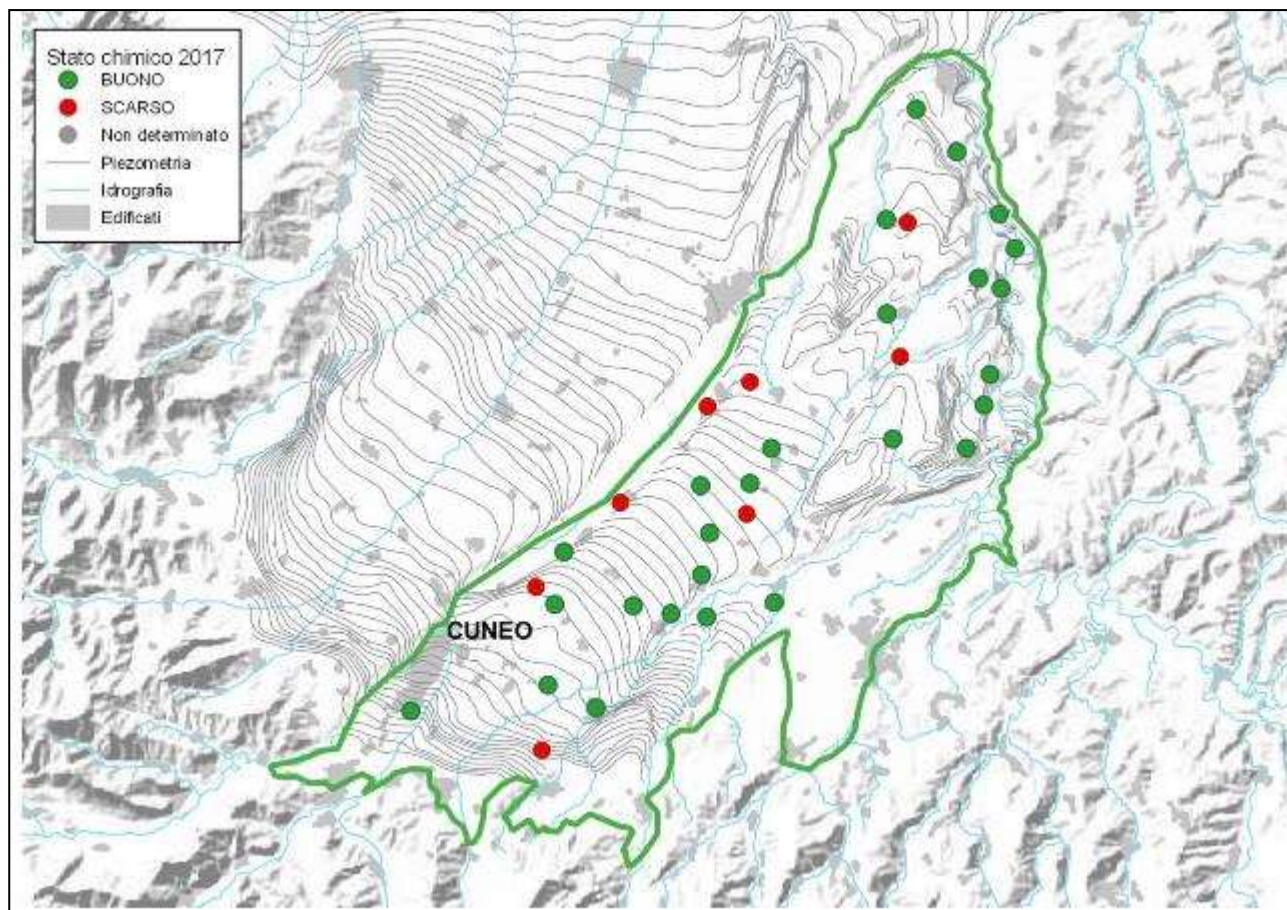 Stato chimico 2017
BUONO
SCARSO
Non determinato
Piezometria
Idrografia
Edificati
CUNEO